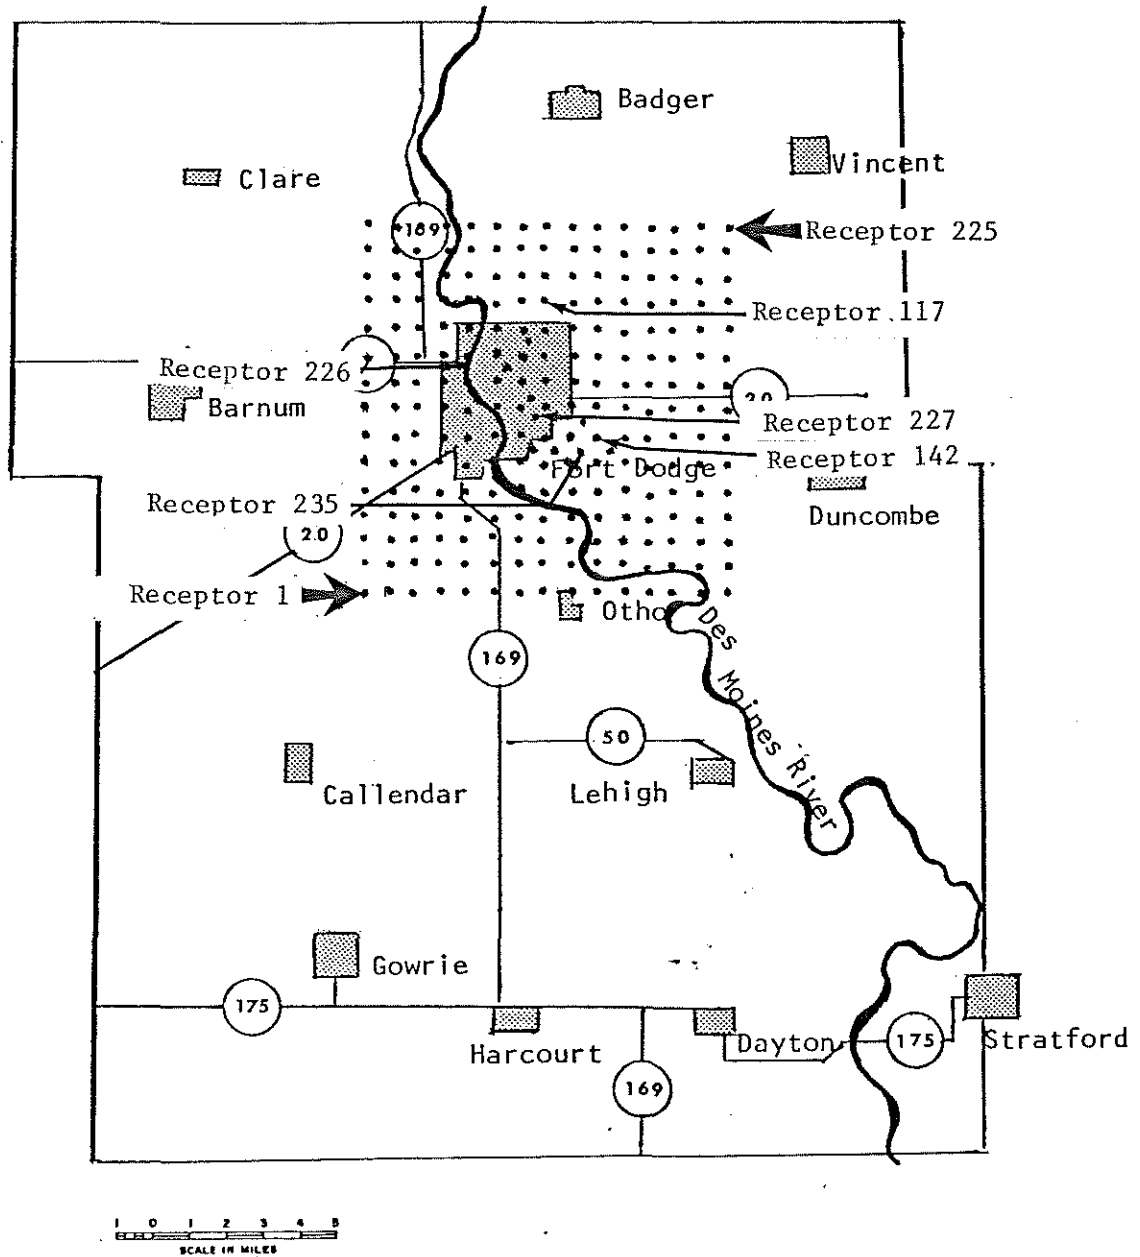 Badger
Vincent
Clare
169
Receptor 225
Receptor 117
Receptor 226
Barnum
20
Receptor 227
Receptor 142
Fort Dodge
Receptor 235
Duncombe
20
Receptor 1
Otho
Des Moines River
169
50
Callendar
Lehigh
Gowrie
175
Harcourt
Dayton
175
Stratford
169
1 0 1 2 3 4 5
SCALE IN MILES